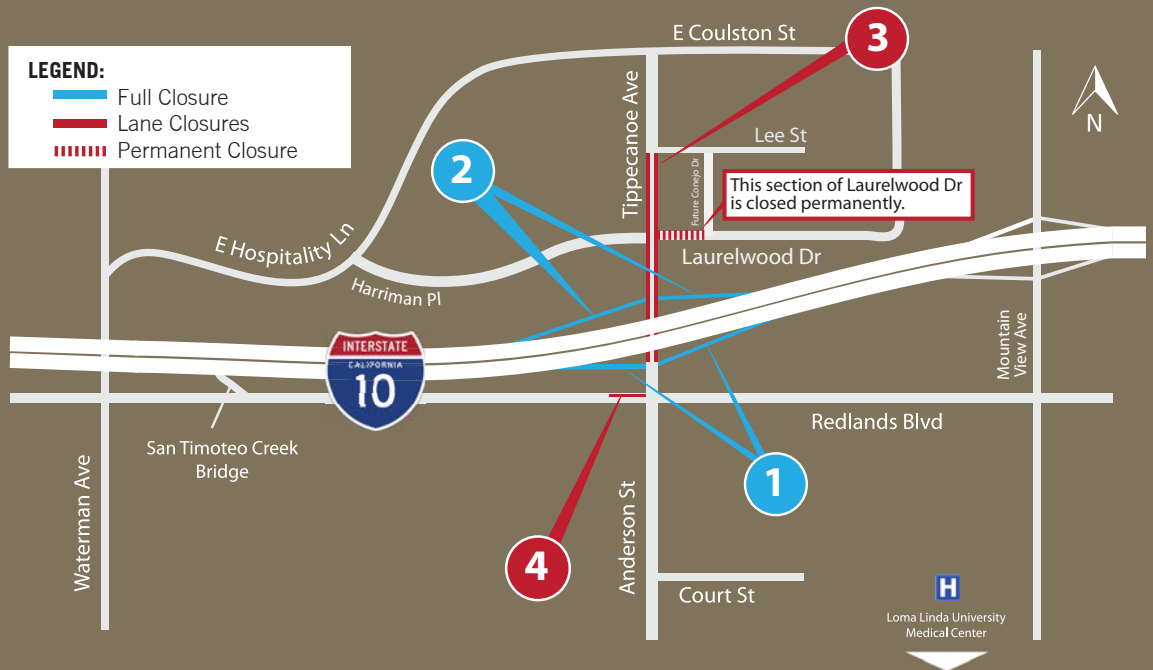 E Coulston St
3
LEGEND:
Full Closure
Lane Closures
Permanent Closure
N
Tippecanoe Ave
Lee St
2
Future Conejo Dr
This section of Laurelwood Dr
is closed permanently.
E Hospitality Ln
Laurelwood Dr
Harriman Pl
INTERSTATE
CALIFORNIA
10
Mountain
View Ave
Redlands Blvd
San Timoteo Creek
Bridge
Waterman Ave
1
Anderson St
4
Court St
H
Loma Linda University
Medical Center